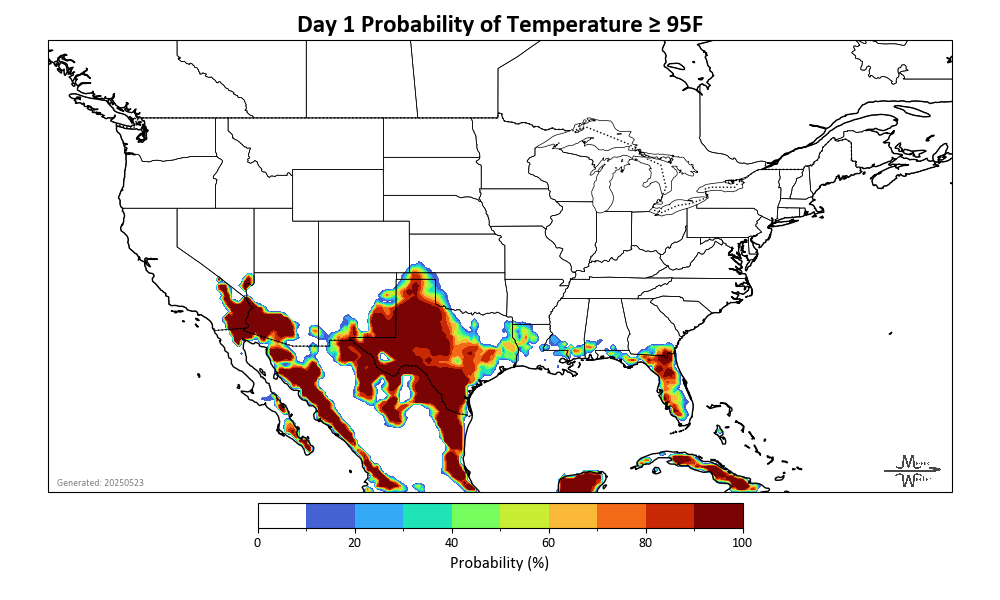 Day 1 Probability of Temperature ≥ 95F
Generated: 20250523
0 20 40 60 80 100
Probability (%)